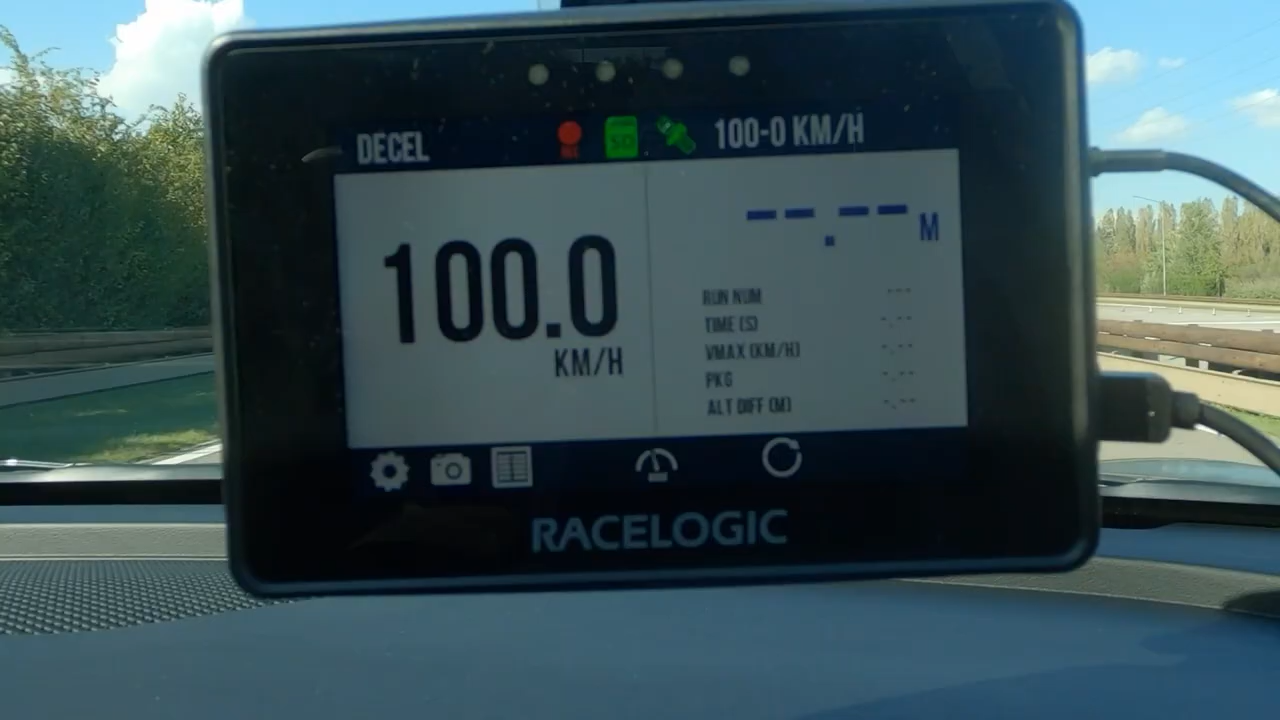 DECEL
SD
100-0 KM/H
100.0
KM/H
--.-- M
RUN NUM ---
TIME (S) -.--
VMAX (KM/H) -.--
PKG -.--
ALT DIFF (M) -.--
RACELOGIC